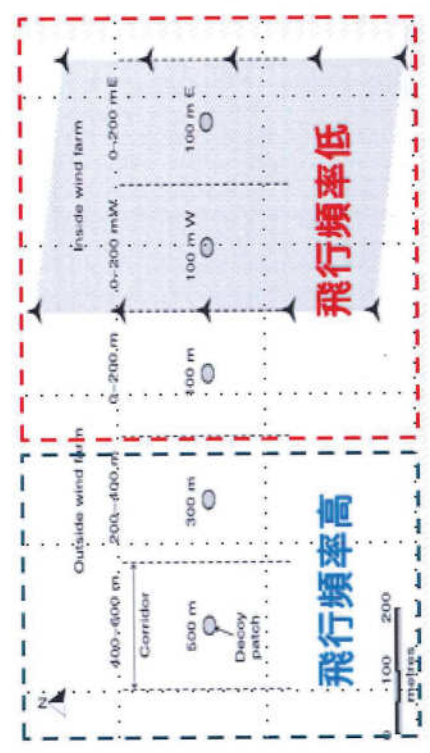 N
Outside wind farm
Inside wind farm
400-600 m
200-400 m
0-200 m
0-200 mW
0-200 m E
Corridor
500 m
300 m
100 m
100 m W
100 m E
Decoy
patch
飛行頻率高
飛行頻率低
0 100 200
metres